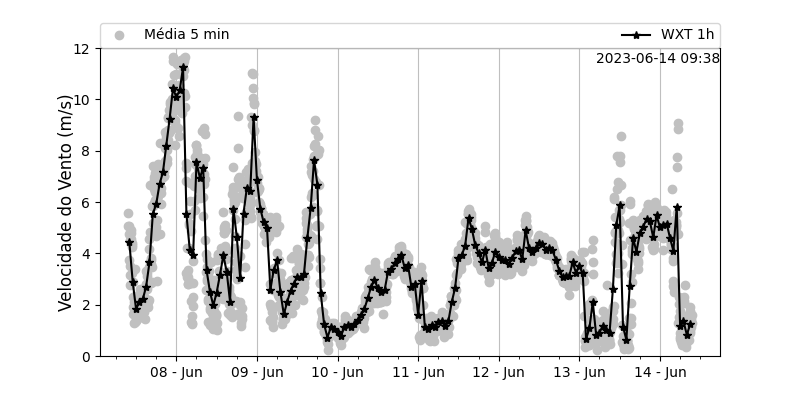 Média 5 min
WXT 1h
2023-06-14 09:38
Velocidade do Vento (m/s)
12
10
8
6
4
2
0
08 - Jun
09 - Jun
10 - Jun
11 - Jun
12 - Jun
13 - Jun
14 - Jun